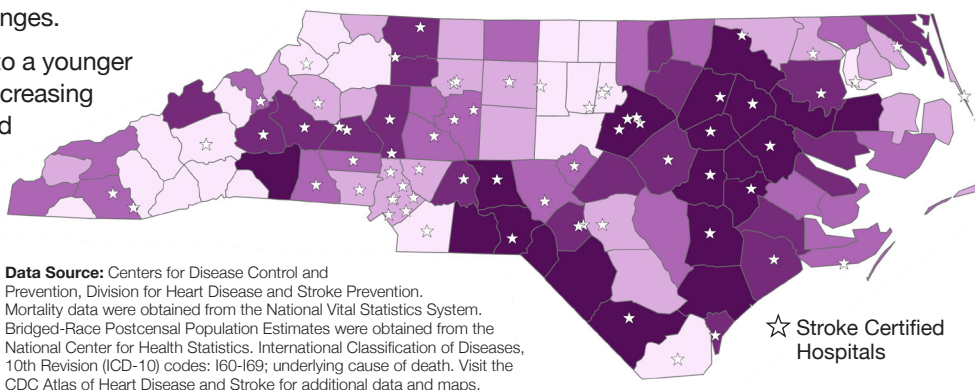 nges.
to a younger
creasing
d
Data Source: Centers for Disease Control and
Prevention, Division for Heart Disease and Stroke Prevention.
Mortality data were obtained from the National Vital Statistics System.
Bridged-Race Postcensal Population Estimates were obtained from the
National Center for Health Statistics. International Classification of Diseases,
10th Revision (ICD-10) codes: I60-I69; underlying cause of death. Visit the
CDC Atlas of Heart Disease and Stroke for additional data and maps.
Stroke Certified
Hospitals